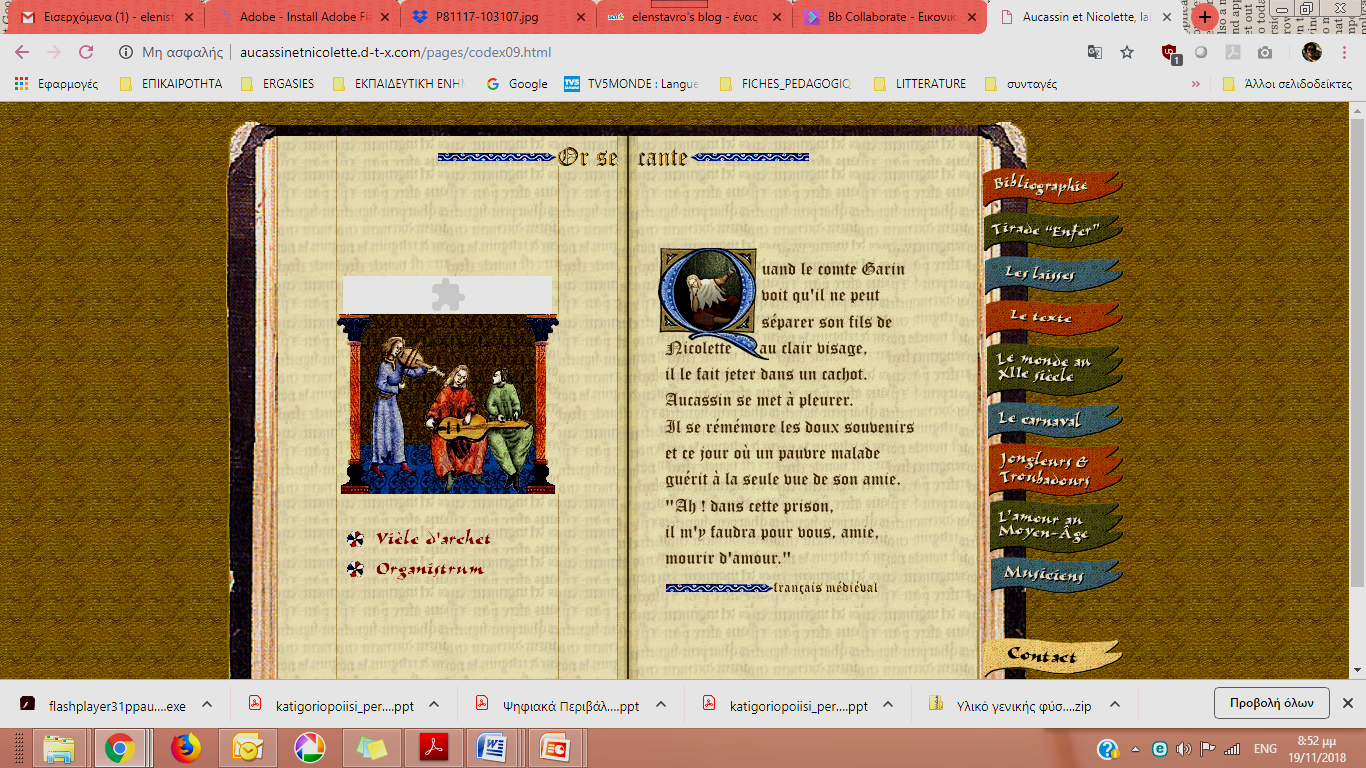 Εισερχόμενα (1) - elenist
Adobe - Install Adobe Fl
P81117-103107.jpg
elenstavro's blog - ένας
Bb Collaborate - Εικονικ
Aucassin et Nicolette, la
Μη ασφαλής | aucassinetnicolette.d-t-x.com/pages/codex09.html
Εφαρμογές
ΕΠΙΚΑΙΡΟΤΗΤΑ
ERGASIES
ΕΚΠΑΙΔΕΥΤΙΚΗ ΕΝΗΝ
Google
TV5MONDE : Langue
FICHES_PEDAGOGIQ
LITTERATURE
συνταγές
»
Άλλοι σελιδοδείκτες
Or se cante
Vièle d'archet
Organistrum
Quand le comte Garin
voit qu'il ne peut
séparer son fils de
Nicolette au clair visage,
il le fait jeter dans un cachot.
Aucassin se met à pleurer.
Il se rémémore les doux souvenirs
et ce jour où un pauvre malade
guérit à la seule vue de son amie.
"Ah ! dans cette prison,
il m'y faudra pour vous, amie,
mourir d'amour."
français médiéval
Bibliographie
Tirade "Enfer"
Les laisses
Le texte
Le monde au
XIIe siècle
Le carnaval
Jongleurs &
Troubadours
L'amour au
Moyen-Âge
Musiciens
Contact
flashplayer31ppau....exe
katigoriopoiisi_per....ppt
Ψηφιακά Περιβάλ....ppt
katigoriopoiisi_per....ppt
Υλικό γενικής φύσ....zip
Προβολή όλων
ENG
8:52 μμ
19/11/2018